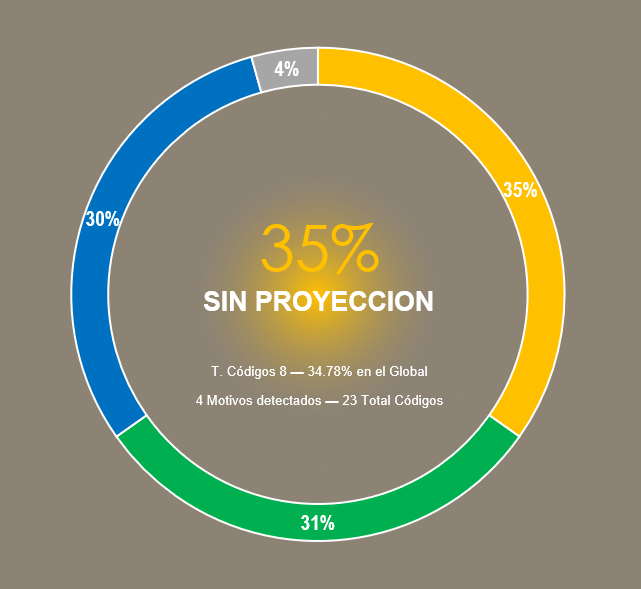 4%
35%
30%
35%
SIN PROYECCION
T. Códigos 8 — 34.78% en el Global
4 Motivos detectados — 23 Total Códigos
31%